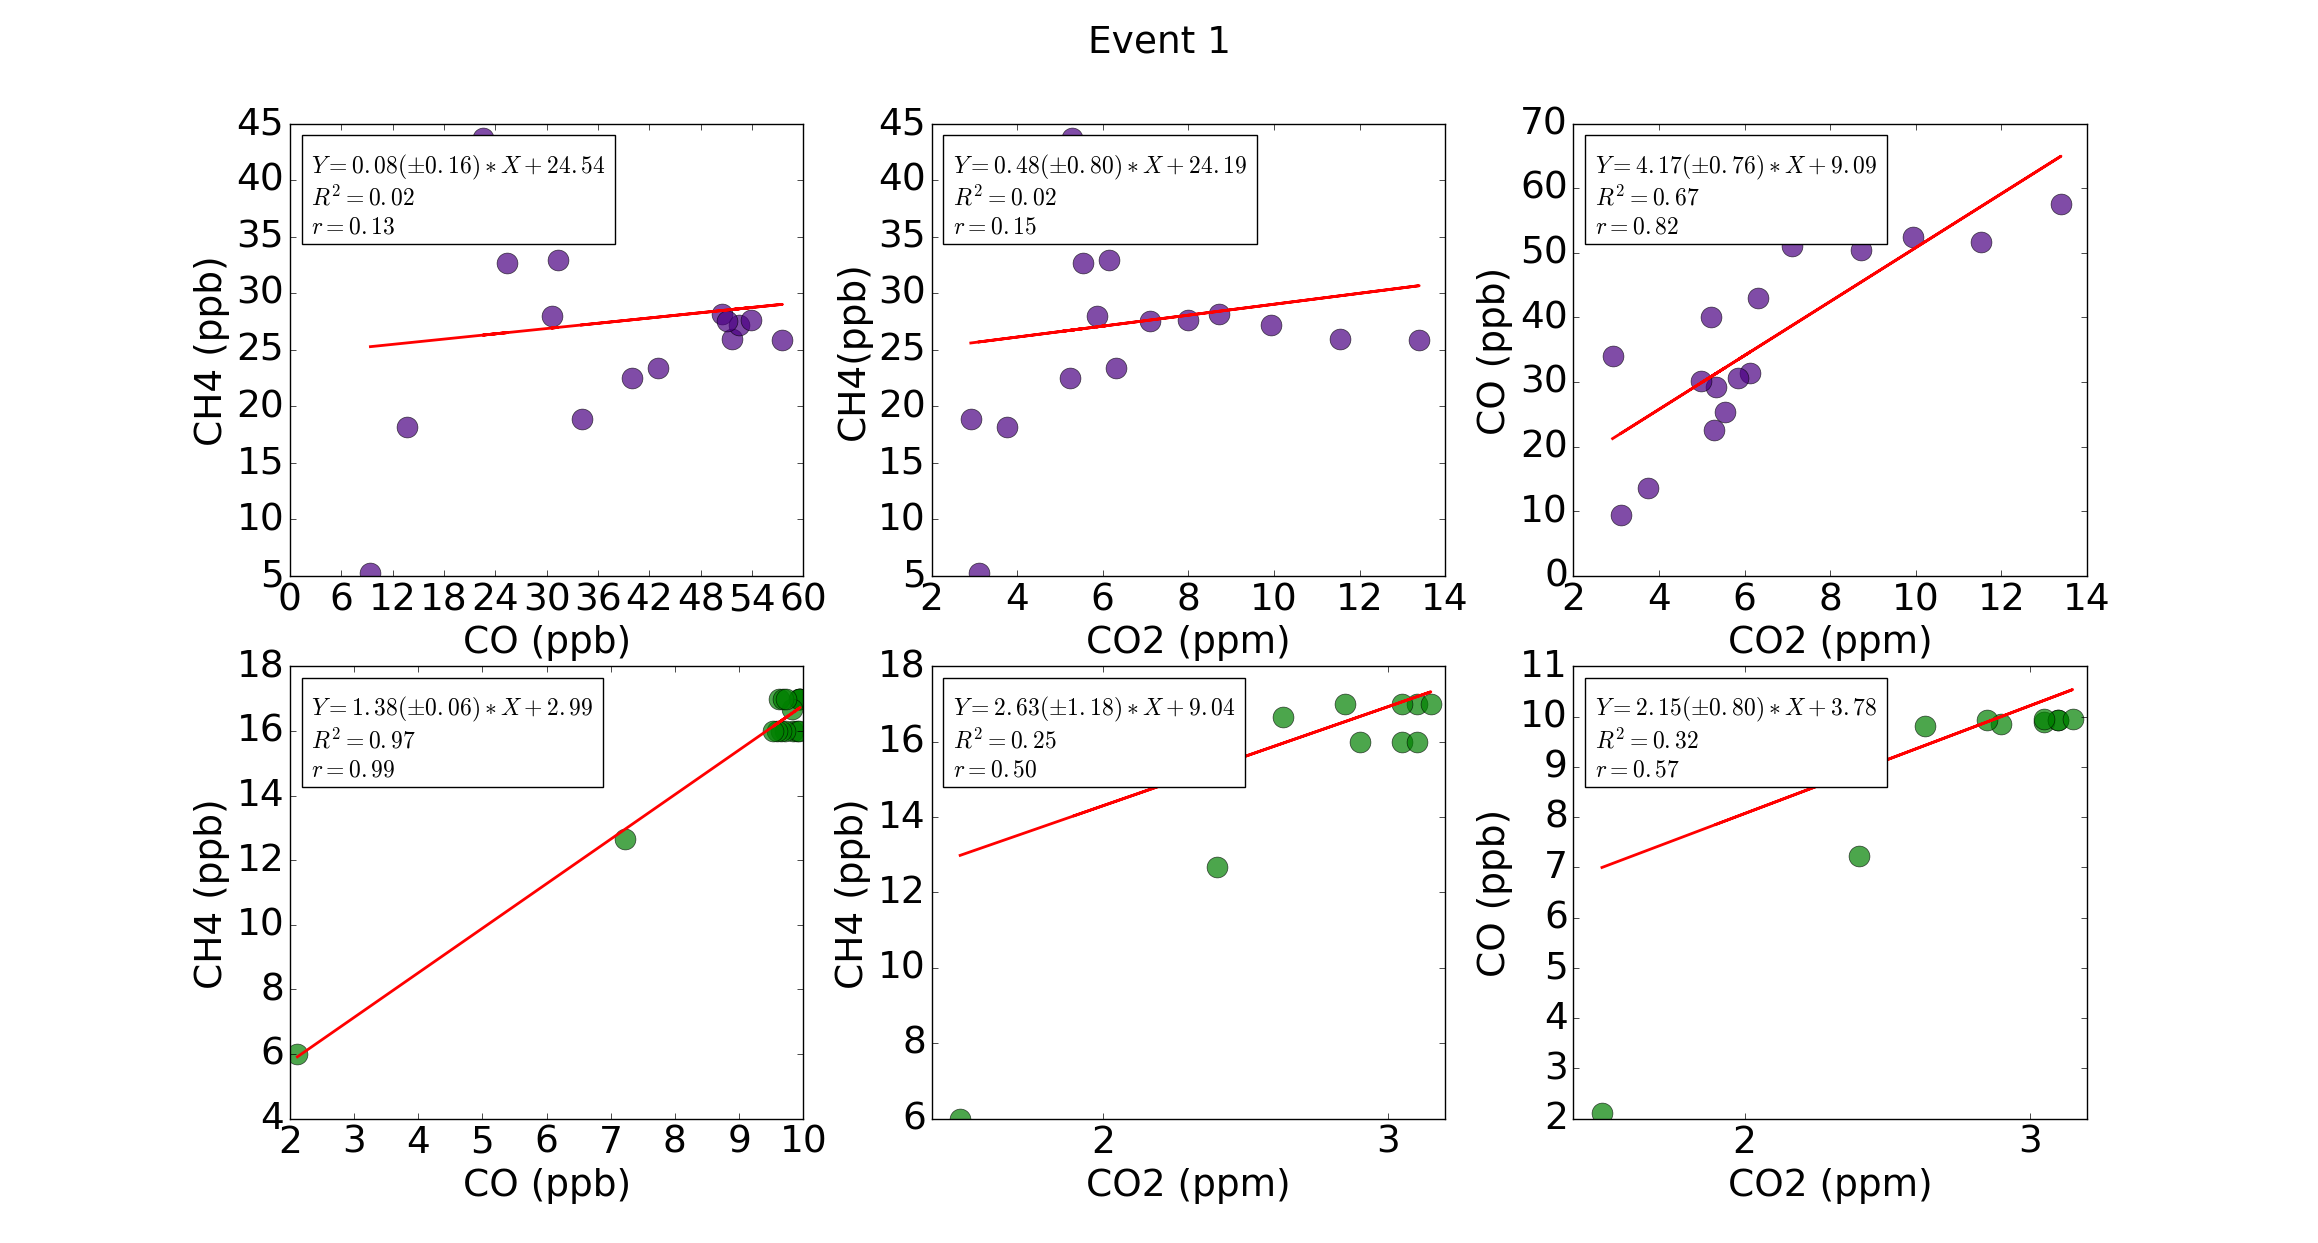 Event 1
45
40
35
30
25
20
15
10
5
CH4 (ppb)
Y = 0.08(±0.16) ∗ X + 24.54
R² = 0.02
r = 0.13
0 6 12 18 24 30 36 42 48 54 60
CO (ppb)
45
40
35
30
25
20
15
10
5
CH4(ppb)
Y = 0.48(±0.80) ∗ X + 24.19
R² = 0.02
r = 0.15
2 4 6 8 10 12 14
CO2 (ppm)
70
60
50
40
30
20
10
0
CO (ppb)
Y = 4.17(±0.76) ∗ X + 9.09
R² = 0.67
r = 0.82
2 4 6 8 10 12 14
CO2 (ppm)
18
16
14
12
10
8
6
4
CH4 (ppb)
Y = 1.38(±0.06) ∗ X + 2.99
R² = 0.97
r = 0.99
2 3 4 5 6 7 8 9 10
CO (ppb)
18
16
14
12
10
8
6
CH4 (ppb)
Y = 2.63(±1.18) ∗ X + 9.04
R² = 0.25
r = 0.50
2 3
CO2 (ppm)
11
10
9
8
7
6
5
4
3
2
CO (ppb)
Y = 2.15(±0.80) ∗ X + 3.78
R² = 0.32
r = 0.57
2 3
CO2 (ppm)